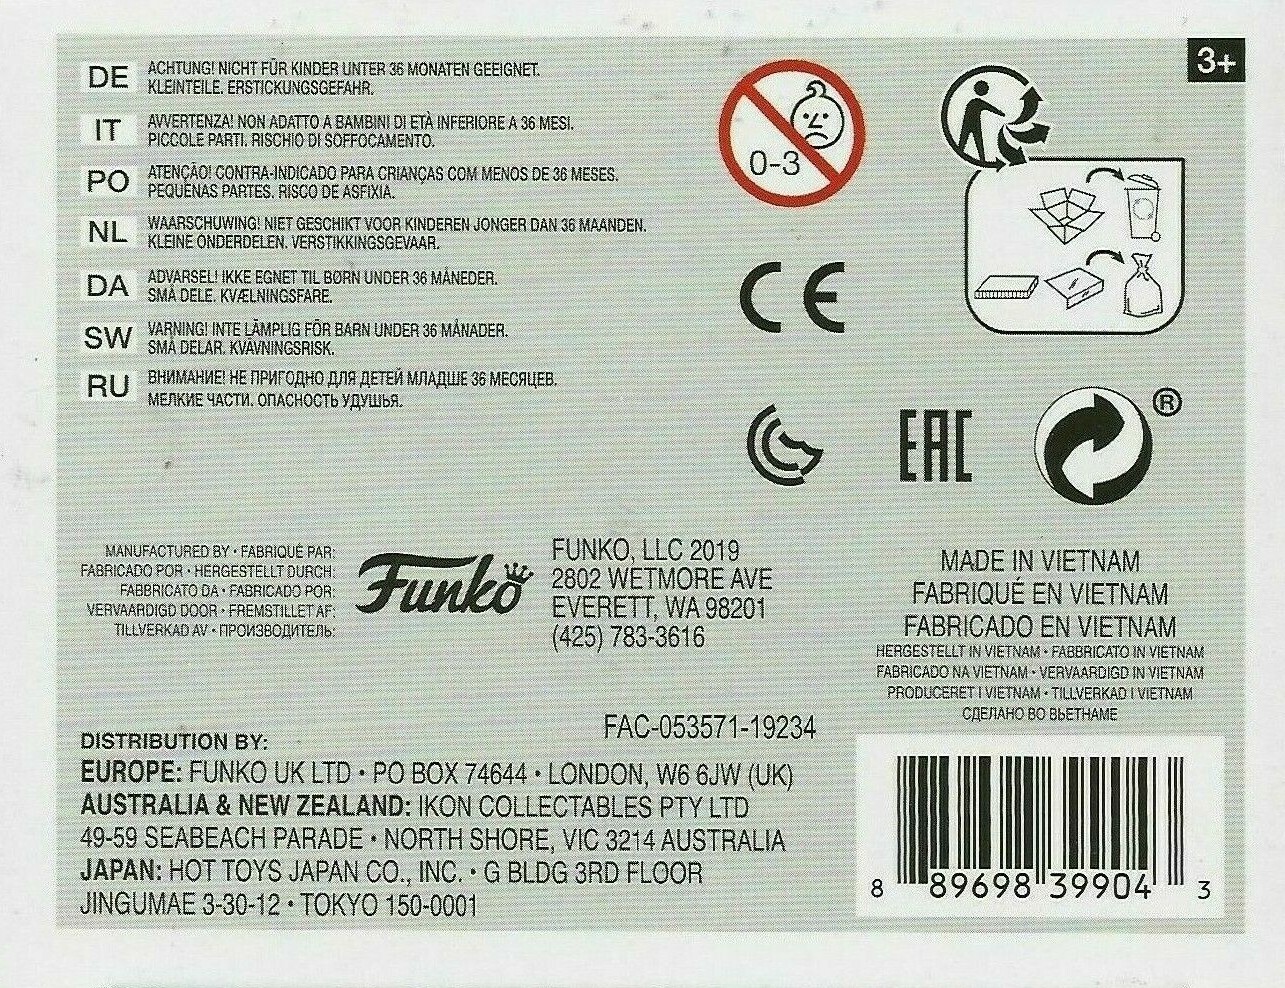 3+
DE
ACHTUNG! NICHT FÜR KINDER UNTER 36 MONATEN GEEIGNET.
KLEINTEILE. ERSTICKUNGSGEFAHR.
IT
AVVERTENZA! NON ADATTO A BAMBINI DI ETÀ INFERIORE A 36 MESI.
PICCOLE PARTI. RISCHIO DI SOFFOCAMENTO.
PO
ATENÇÃO! CONTRA-INDICADO PARA CRIANÇAS COM MENOS DE 36 MESES.
PEQUENAS PARTES. RISCO DE ASFIXIA.
NL
WAARSCHUWING! NIET GESCHIKT VOOR KINDEREN JONGER DAN 36 MAANDEN.
KLEINE ONDERDELEN. VERSTIKKINGSGEVAAR.
DA
ADVARSEL! IKKE EGNET TIL BØRN UNDER 36 MÅNEDER.
SMÅ DELE. KVÆLNINGSFARE.
SW
VARNING! INTE LÄMPLIG FÖR BARN UNDER 36 MÅNADER.
SMÅ DELAR. KVÄVNINGSRISK.
RU
ВНИМАНИЕ! НЕ ПРИГОДНО ДЛЯ ДЕТЕЙ МЛАДШЕ 36 МЕСЯЦЕВ.
МЕЛКИЕ ЧАСТИ. ОПАСНОСТЬ УДУШЬЯ.
0-3
CE
EAC
®
MANUFACTURED BY • FABRIQUÉ PAR:
FABRICADO POR • HERGESTELLT DURCH:
FABBRICATO DA • FABRICADO POR:
VERVAARDIGD DOOR • FREMSTILLET AF:
TILLVERKAD AV • ПРОИЗВОДИТЕЛЬ:
Funko
FUNKO, LLC 2019
2802 WETMORE AVE
EVERETT, WA 98201
(425) 783-3616
MADE IN VIETNAM
FABRIQUÉ EN VIETNAM
FABRICADO EN VIETNAM
HERGESTELLT IN VIETNAM • FABBRICATO IN VIETNAM
FABRICADO NA VIETNAM • VERVAARDIGD IN VIETNAM
PRODUCERET I VIETNAM • TILLVERKAD I VIETNAM
СДЕЛАНО ВО ВЬЕТНАМЕ
FAC-053571-19234
DISTRIBUTION BY:
EUROPE: FUNKO UK LTD • PO BOX 74644 • LONDON, W6 6JW (UK)
AUSTRALIA & NEW ZEALAND: IKON COLLECTABLES PTY LTD
49-59 SEABEACH PARADE • NORTH SHORE, VIC 3214 AUSTRALIA
JAPAN: HOT TOYS JAPAN CO., INC. • G BLDG 3RD FLOOR
JINGUMAE 3-30-12 • TOKYO 150-0001
8 89698 39904 3